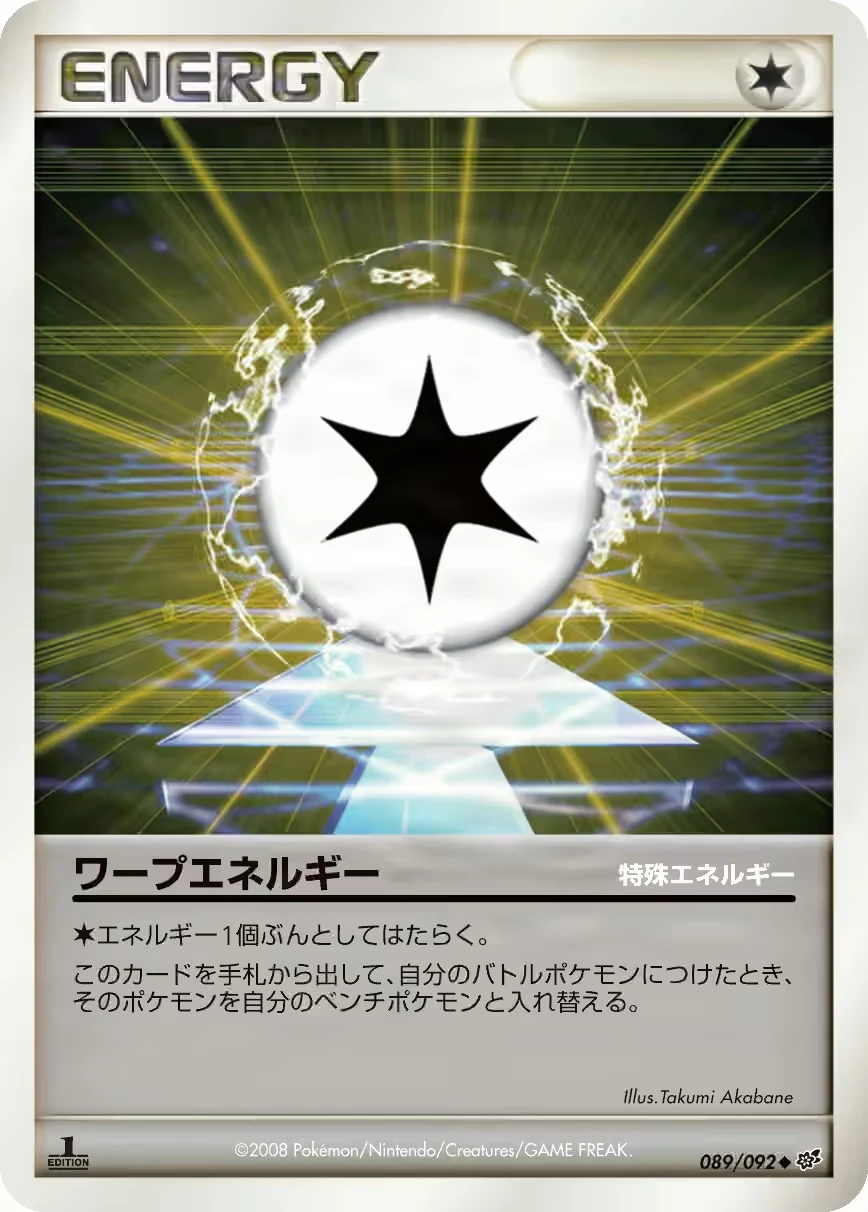 ENERGY
ワープエネルギー
特殊エネルギー
✶エネルギー1個ぶんとしてはたらく。
このカードを手札から出して、自分のバトルポケモンにつけたとき、
そのポケモンを自分のベンチポケモンと入れ替える。
Illus.Takumi Akabane
1
EDITION
©2008 Pokémon/Nintendo/Creatures/GAME FREAK.
089/092◆